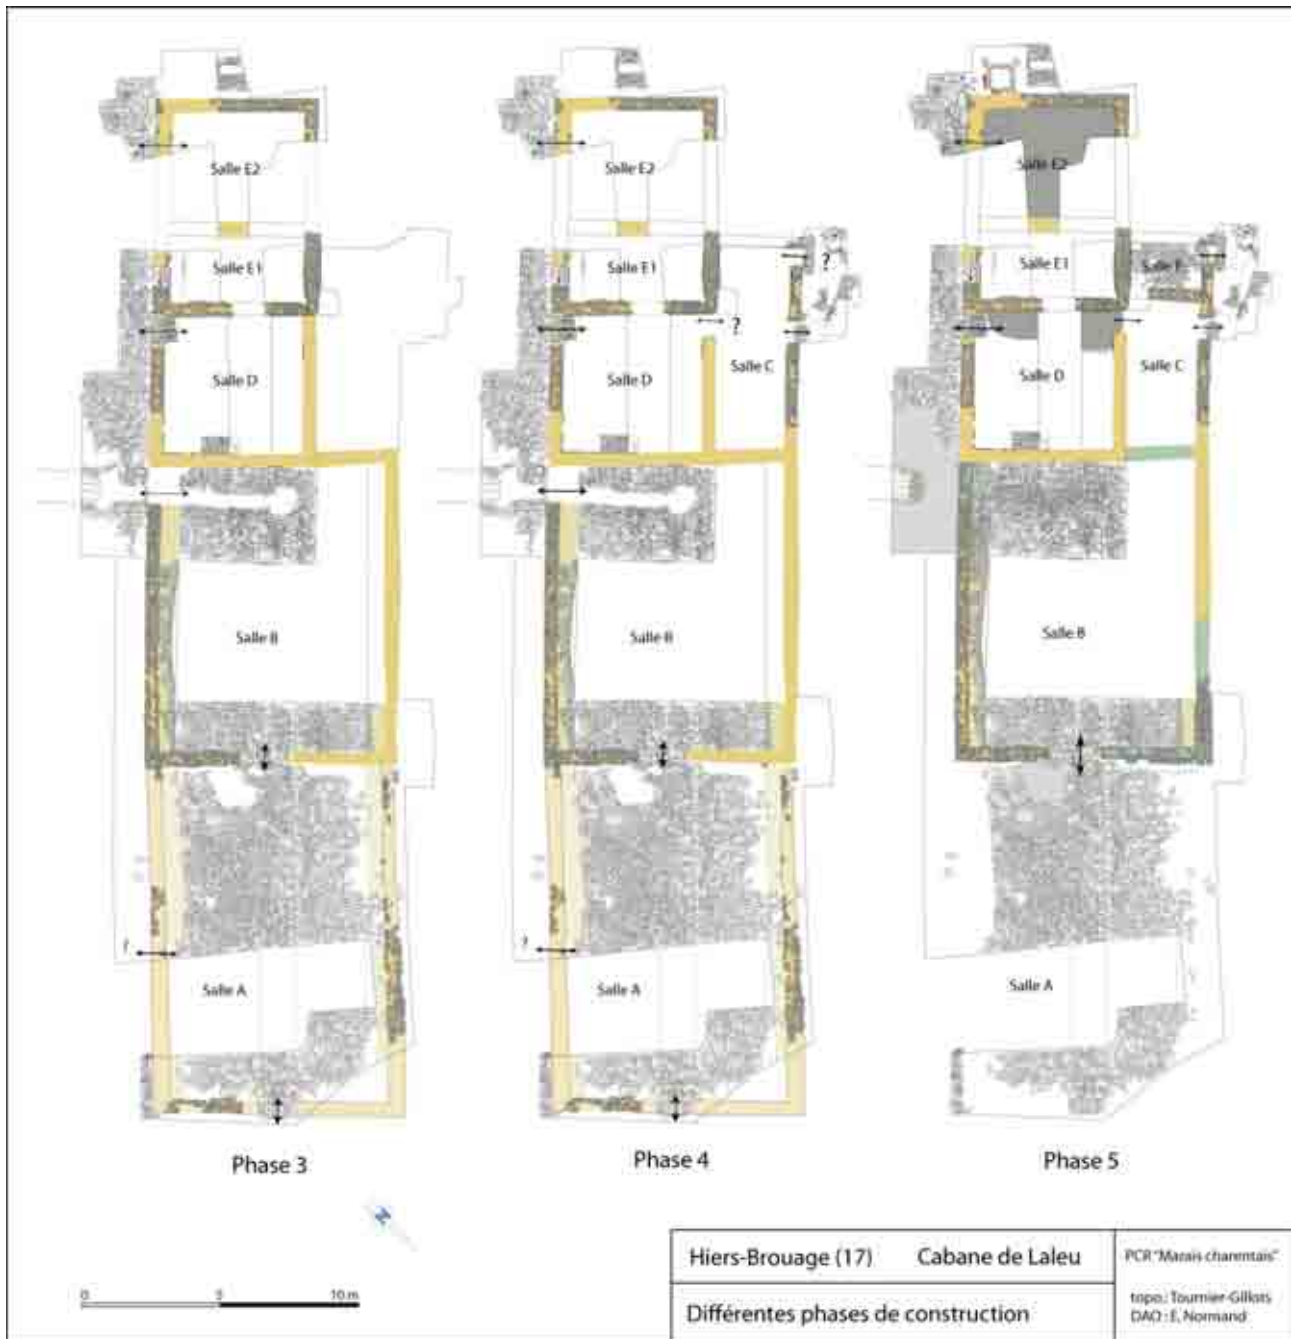 Salle E2
Salle E1
Salle D
Salle B
?
Salle A
Phase 3
Salle E2
Salle E1
?
?
Salle D
Salle C
Salle B
?
Salle A
Phase 4
Salle E2
Salle E1
Salle F
Salle D
Salle C
Salle B
Salle A
Phase 5
N
0 5 10 m
Hiers-Brouage (17) Cabane de Laleu
Différentes phases de construction
PCR "Marais charentais"
topo.: Tournier-Gillots
DAO : E. Normand